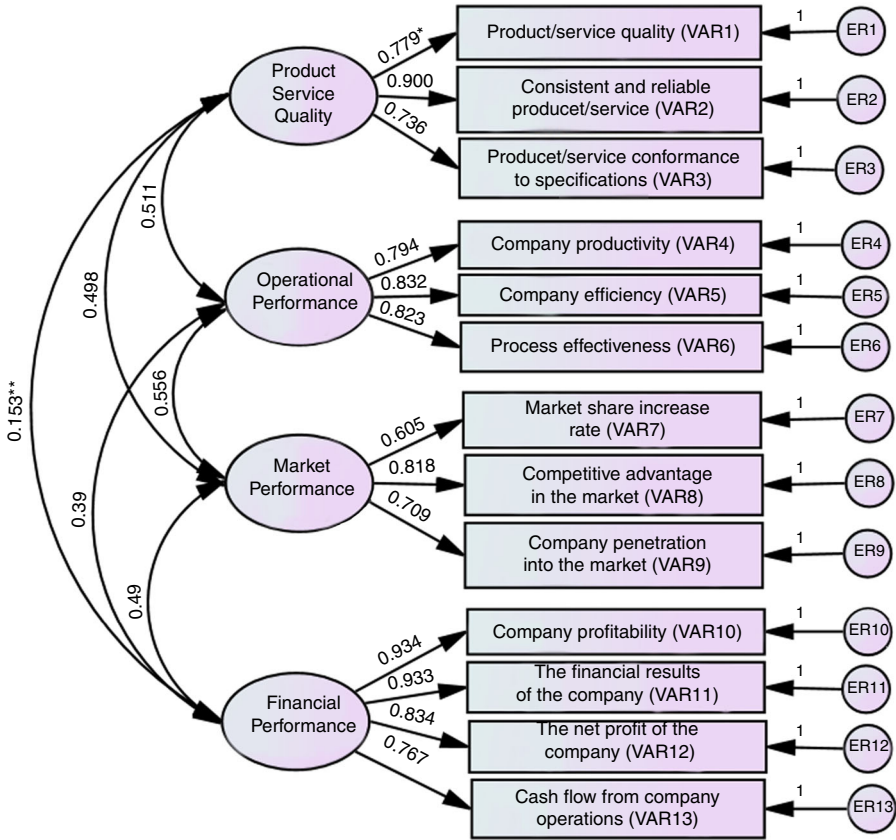 Product
Service
Quality
0.779*
0.900
0.736
Product/service quality (VAR1)
1
ER1
Consistent and reliable
producet/service (VAR2)
1
ER2
Producet/service conformance
to specifications (VAR3)
1
ER3
0.511
0.498
0.153**
Operational
Performance
0.794
0.832
0.823
Company productivity (VAR4)
1
ER4
Company efficiency (VAR5)
1
ER5
Process effectiveness (VAR6)
1
ER6
0.556
0.39
Market
Performance
0.605
0.818
0.709
Market share increase
rate (VAR7)
1
ER7
Competitive advantage
in the market (VAR8)
1
ER8
Company penetration
into the market (VAR9)
1
ER9
0.49
Financial
Performance
0.934
0.933
0.834
0.767
Company profitability (VAR10)
1
ER10
The financial results
of the company (VAR11)
1
ER11
The net profit of the
company (VAR12)
1
ER12
Cash flow from company
operations (VAR13)
1
ER13